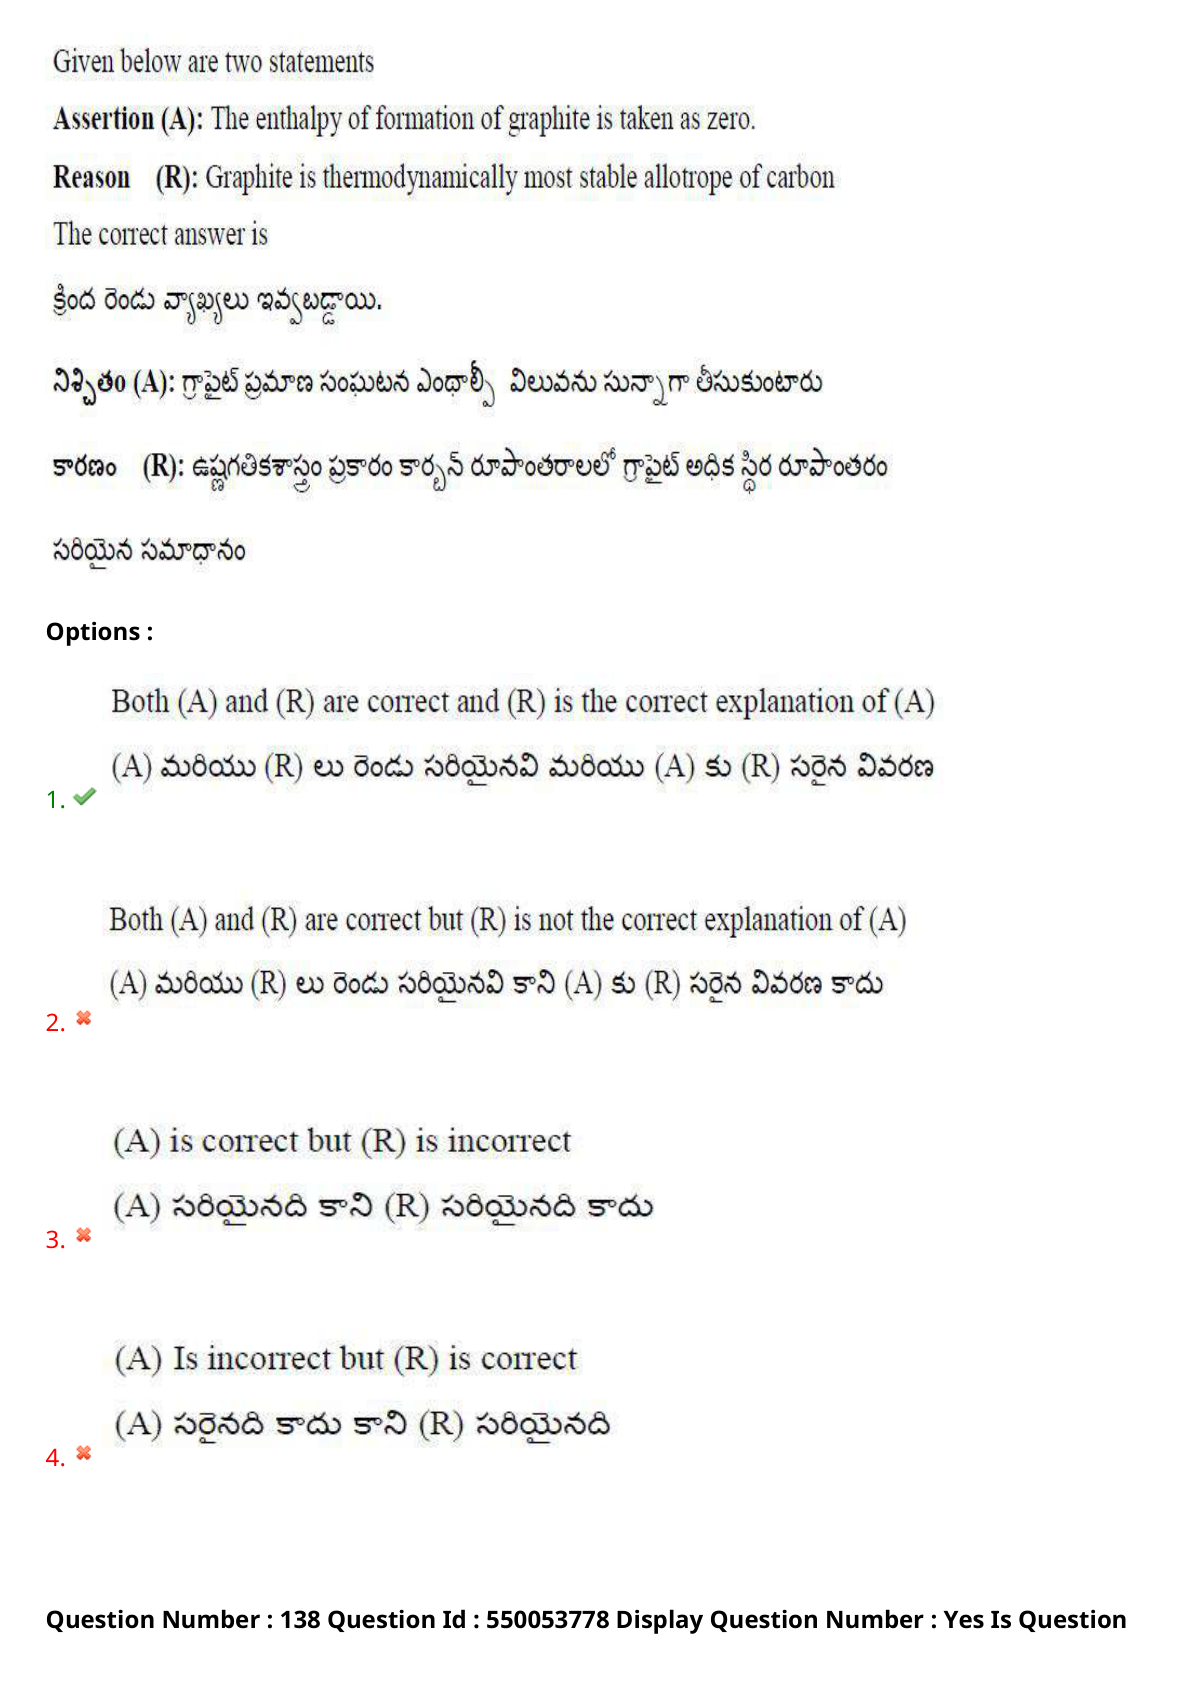 Given below are two statements
Assertion (A): The enthalpy of formation of graphite is taken as zero.
Reason (R): Graphite is thermodynamically most stable allotrope of carbon
The correct answer is
క్రింద రెండు వ్యాఖ్యలు ఇవ్వబడ్డాయి.
నిశ్చితం (A): గ్రాఫైట్ ప్రమాణ సంఘటన ఎంథాల్పీ విలువను సున్నాగా తీసుకుంటారు
కారణం (R): ఉష్ణగతికశాస్త్రం ప్రకారం కార్బన్ రూపాంతరాలలో గ్రాఫైట్ అధిక స్థిర రూపాంతరం
సరియైన సమాధానం
Options :
Both (A) and (R) are correct and (R) is the correct explanation of (A)
(A) మరియు (R) లు రెండు సరియైనవి మరియు (A) కు (R) సరైన వివరణ
1.
Both (A) and (R) are correct but (R) is not the correct explanation of (A)
(A) మరియు (R) లు రెండు సరియైనవి కాని (A) కు (R) సరైన వివరణ కాదు
2.
(A) is correct but (R) is incorrect
(A) సరియైనది కాని (R) సరియైనది కాదు
3.
(A) Is incorrect but (R) is correct
(A) సరైనది కాదు కాని (R) సరియైనది
4.
Question Number : 138 Question Id : 550053778 Display Question Number : Yes Is Question